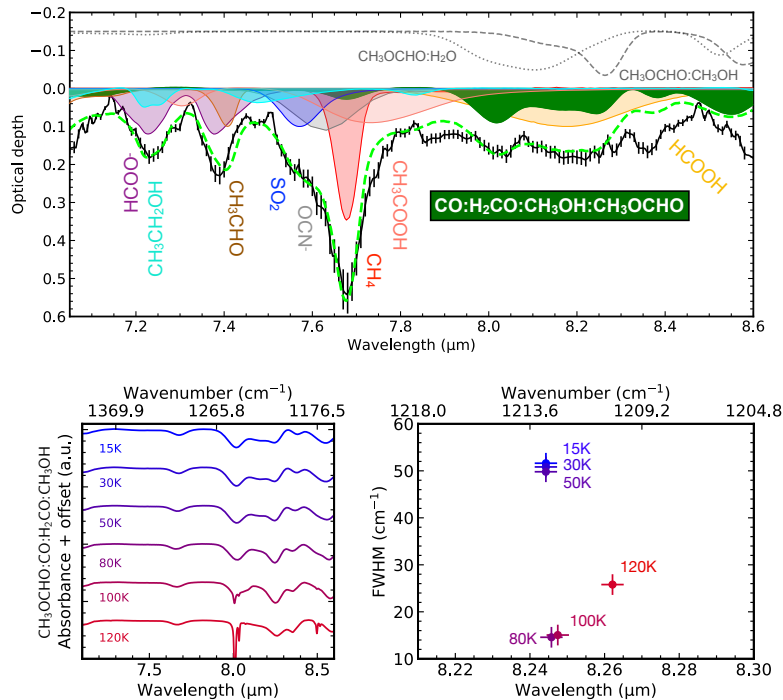 −0.2
−0.1
0.0
0.1
0.2
0.3
0.4
0.5
0.6
Optical depth
CH₃OCHO:H₂O
CH₃OCHO:CH₃OH
HCOO⁻
CH₃CH₂OH
CH₃CHO
SO₂
OCN⁻
CH₄
CH₃COOH
HCOOH
CO:H₂CO:CH₃OH:CH₃OCHO
7.2 7.4 7.6 7.8 8.0 8.2 8.4 8.6
Wavelength (μm)
Wavenumber (cm⁻¹)
1369.9 1265.8 1176.5
CH₃OCHO:CO:H₂CO:CH₃OH
Absorbance + offset (a.u.)
15K
30K
50K
80K
100K
120K
7.5 8.0 8.5
Wavelength (μm)
Wavenumber (cm⁻¹)
1218.0 1213.6 1209.2 1204.8
60
50
40
30
20
10
FWHM (cm⁻¹)
15K
30K
50K
120K
100K
80K
8.22 8.24 8.26 8.28 8.30
Wavelength (μm)